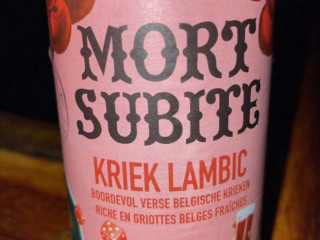 MORT
SUBITE
KRIEK LAMBIC
BOORDEVOL VERSE BELGISCHE KRIEKEN
RICHE EN GRIOTTES BELGES FRAÎCHES